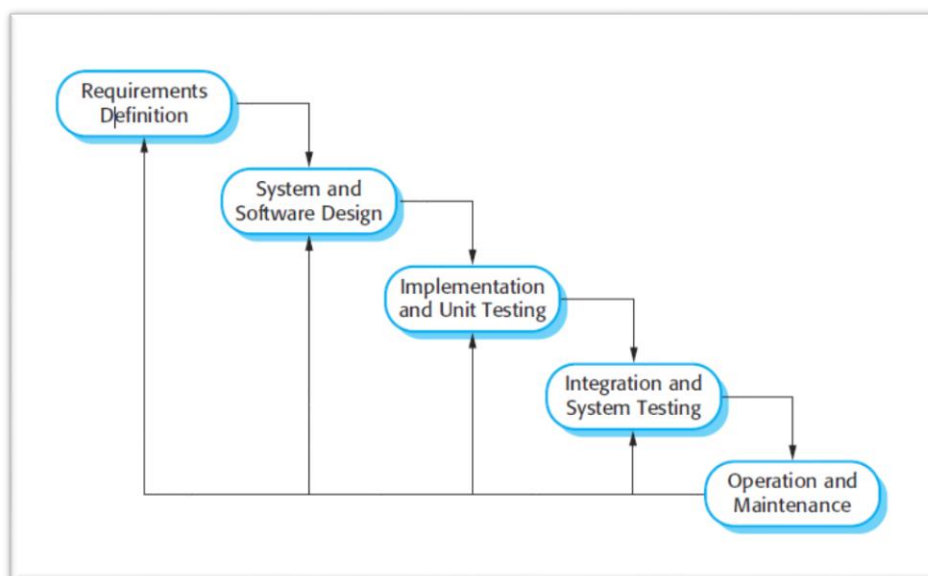 Requirements
Definition
System and
Software Design
Implementation
and Unit Testing
Integration and
System Testing
Operation and
Maintenance